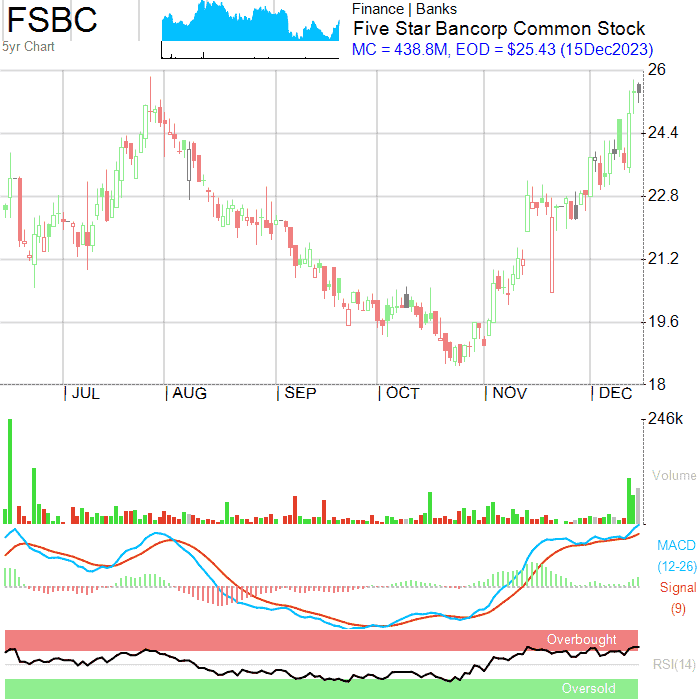 FSBC
5yr Chart
Finance | Banks
Five Star Bancorp Common Stock
MC = 438.8M, EOD = $25.43 (15Dec2023)
26
24.4
22.8
21.2
19.6
18
JUL AUG SEP OCT NOV DEC
246k
Volume
MACD
(12-26)
Signal
(9)
Overbought
RSI(14)
Oversold